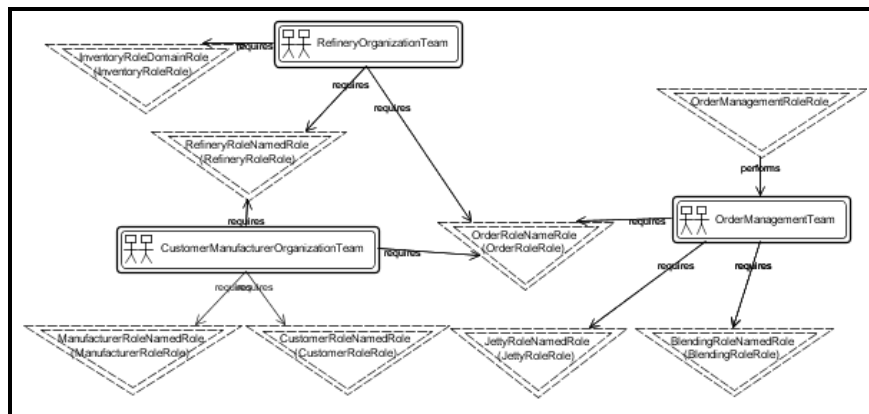 RefineryOrganizationTeam
requires
InventoryRoleDomainRole
(InventoryRoleRole)
requires
requires
OrderManagementRoleRole
RefineryRoleNamedRole
(RefineryRoleRole)
performs
requires
requires
OrderManagementTeam
CustomerManufacturerOrganizationTeam
requires
OrderRoleNameRole
(OrderRoleRole)
requires
requires
requires
requires
ManufacturerRoleNamedRole
(ManufacturerRoleRole)
CustomerRoleNamedRole
(CustomerRoleRole)
JettyRoleNamedRole
(JettyRoleRole)
BlendingRoleNamedRole
(BlendingRoleRole)